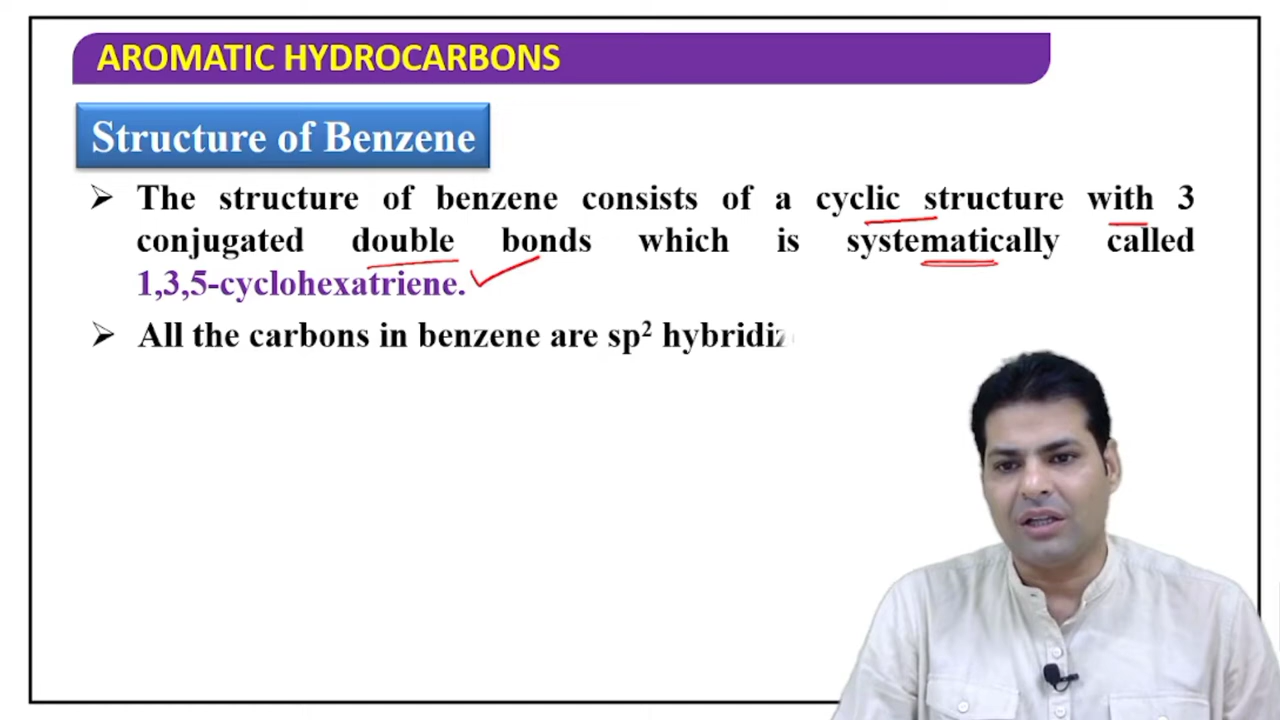 AROMATIC HYDROCARBONS
Structure of Benzene
➢ The structure of benzene consists of a cyclic structure with 3
conjugated double bonds which is systematically called
1,3,5-cyclohexatriene.
➢ All the carbons in benzene are sp² hybridiz